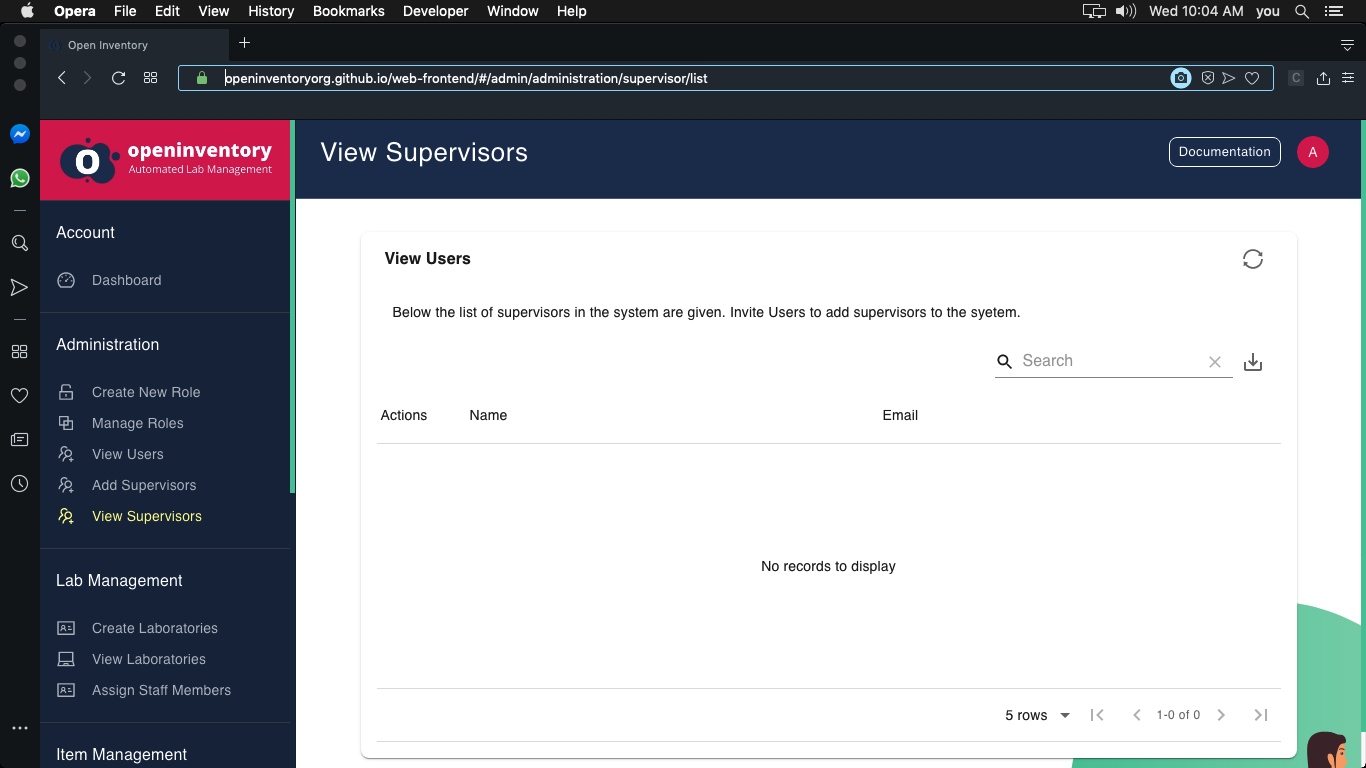 Opera File Edit View History Bookmarks Developer Window Help Wed 10:04 AM you
Open Inventory
openinventoryorg.github.io/web-frontend/#/admin/administration/supervisor/list
C
openinventory
Automated Lab Management
View Supervisors
Documentation
A
Account
Dashboard
Administration
Create New Role
Manage Roles
View Users
Add Supervisors
View Supervisors
Lab Management
Create Laboratories
View Laboratories
Assign Staff Members
Item Management
View Users
Below the list of supervisors in the system are given. Invite Users to add supervisors to the syetem.
Search
Actions Name Email
No records to display
5 rows 1-0 of 0